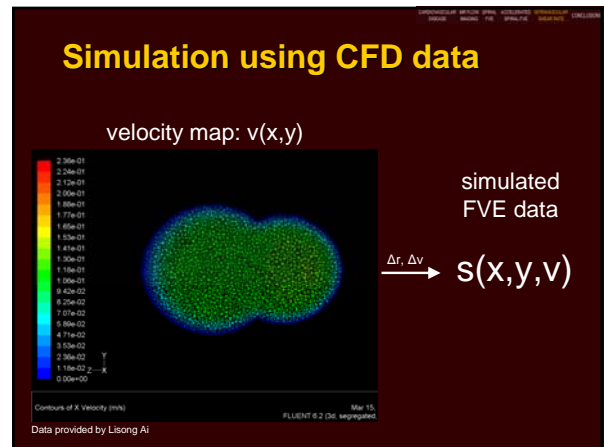 CARDIOVASCULAR DISEASE MR FLOW IMAGING SPIRAL FVE ACCELERATED SPIRAL FVE INTRAVASCULAR SHEAR RATE CONCLUSION
Simulation using CFD data
velocity map: v(x,y)
2.36e-01
2.24e-01
2.12e-01
2.00e-01
1.88e-01
1.77e-01
1.65e-01
1.53e-01
1.41e-01
1.30e-01
1.18e-01
1.06e-01
9.42e-02
8.25e-02
7.07e-02
5.89e-02
4.71e-02
3.53e-02
2.36e-02
1.18e-02
0.00e+00
Y
Z X
simulated
FVE data
Δr, Δv
s(x,y,v)
Contours of X Velocity (m/s)
Mar 15,
FLUENT 6.2 (3d, segregated,
Data provided by Lisong Ai